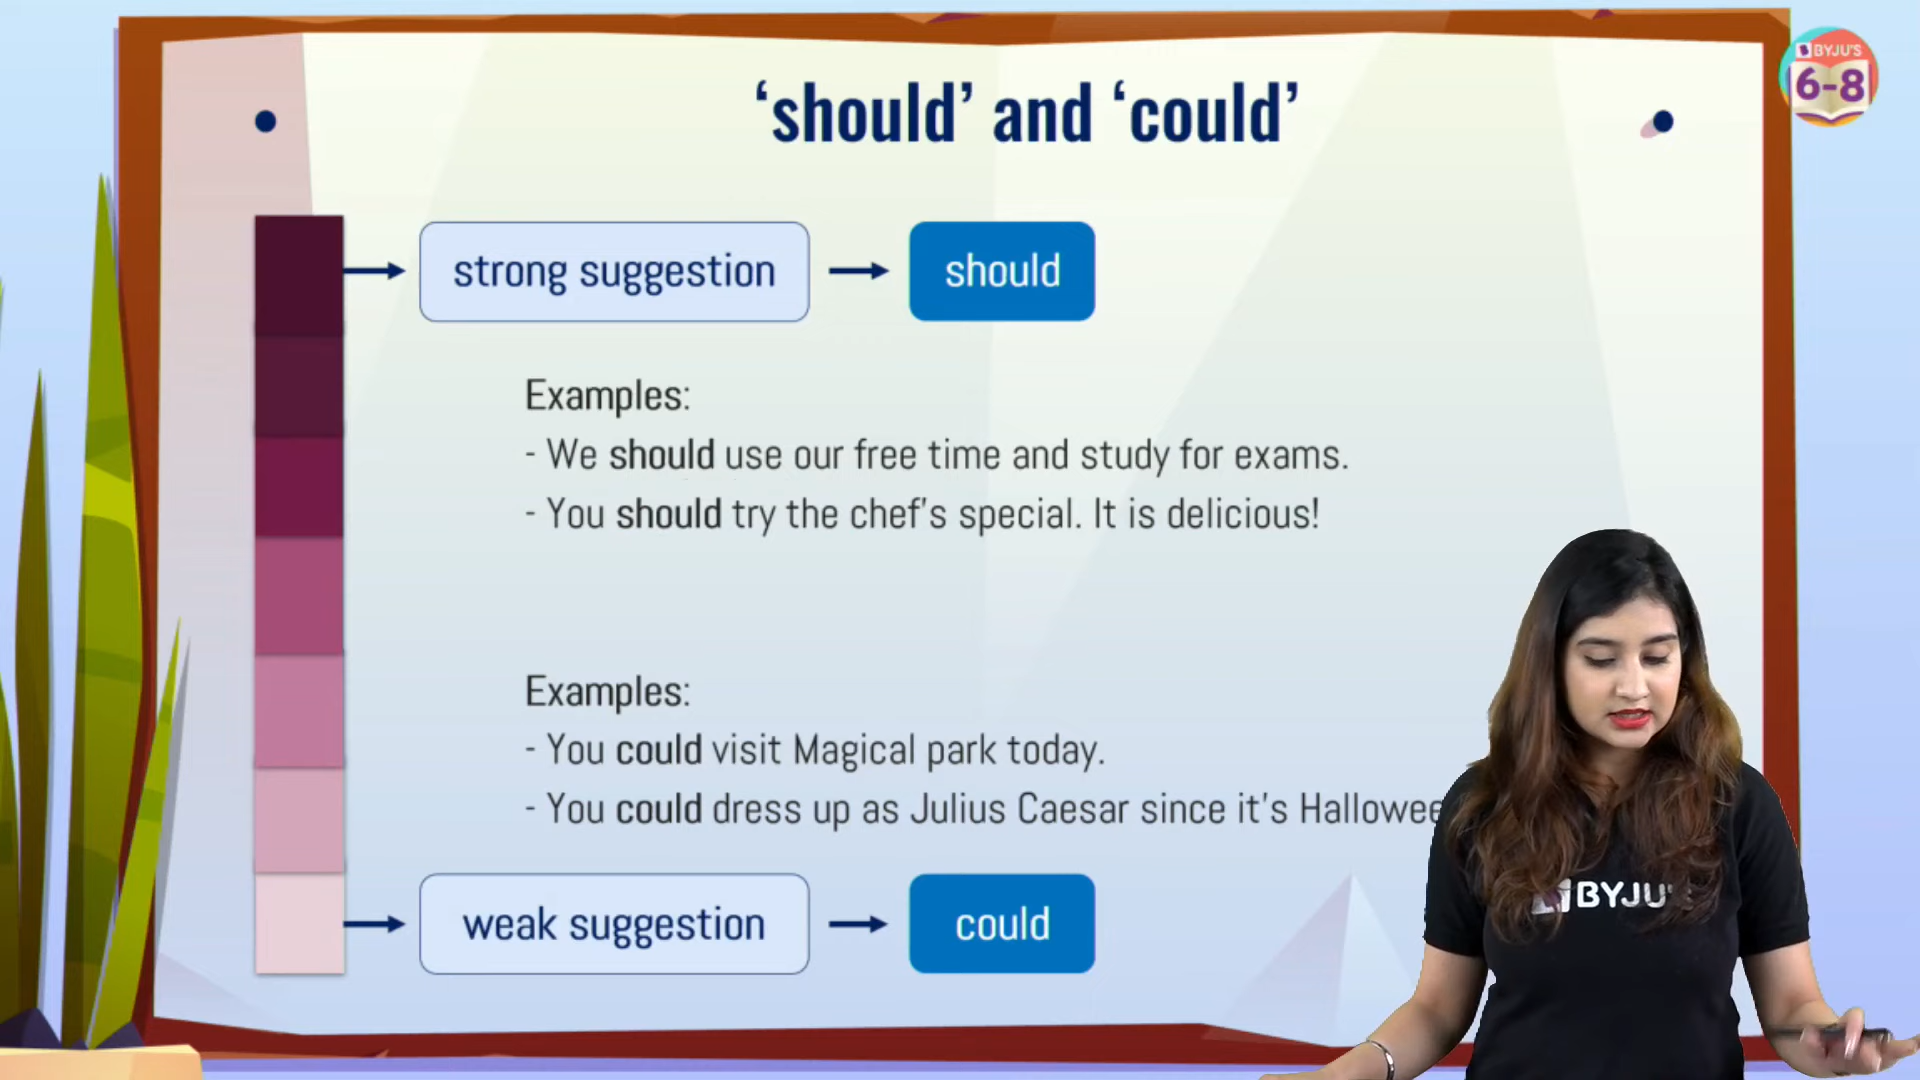 BYJU'S
6-8
‘should’ and ‘could’
strong suggestion
should
Examples:
- We should use our free time and study for exams.
- You should try the chef’s special. It is delicious!
Examples:
- You could visit Magical park today.
- You could dress up as Julius Caesar since it’s
weak suggestion
could
BYJU'S